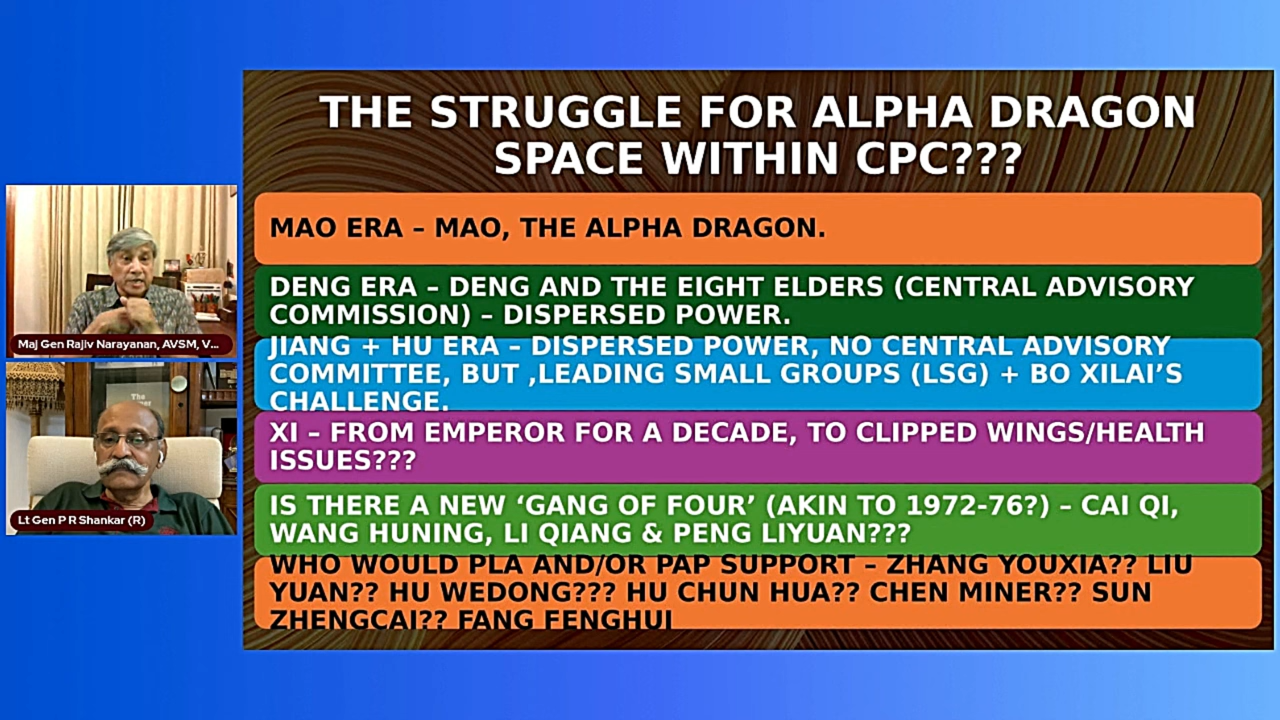 THE STRUGGLE FOR ALPHA DRAGON
SPACE WITHIN CPC???
MAO ERA – MAO, THE ALPHA DRAGON.
DENG ERA – DENG AND THE EIGHT ELDERS (CENTRAL ADVISORY
COMMISSION) – DISPERSED POWER.
JIANG + HU ERA – DISPERSED POWER, NO CENTRAL ADVISORY
COMMITTEE, BUT ,LEADING SMALL GROUPS (LSG) + BO XILAI’S
CHALLENGE.
XI – FROM EMPEROR FOR A DECADE, TO CLIPPED WINGS/HEALTH
ISSUES???
IS THERE A NEW ‘GANG OF FOUR’ (AKIN TO 1972-76?) – CAI QI,
WANG HUNING, LI QIANG & PENG LIYUAN???
WHO WOULD PLA AND/OR PAP SUPPORT – ZHANG YOUXIA?? LIU
YUAN?? HU WEDONG??? HU CHUN HUA?? CHEN MINER?? SUN
ZHENGCAI?? FANG FENGHUI
Maj Gen Rajiv Narayanan, AVSM, V...
The
Lt Gen P R Shankar (R)